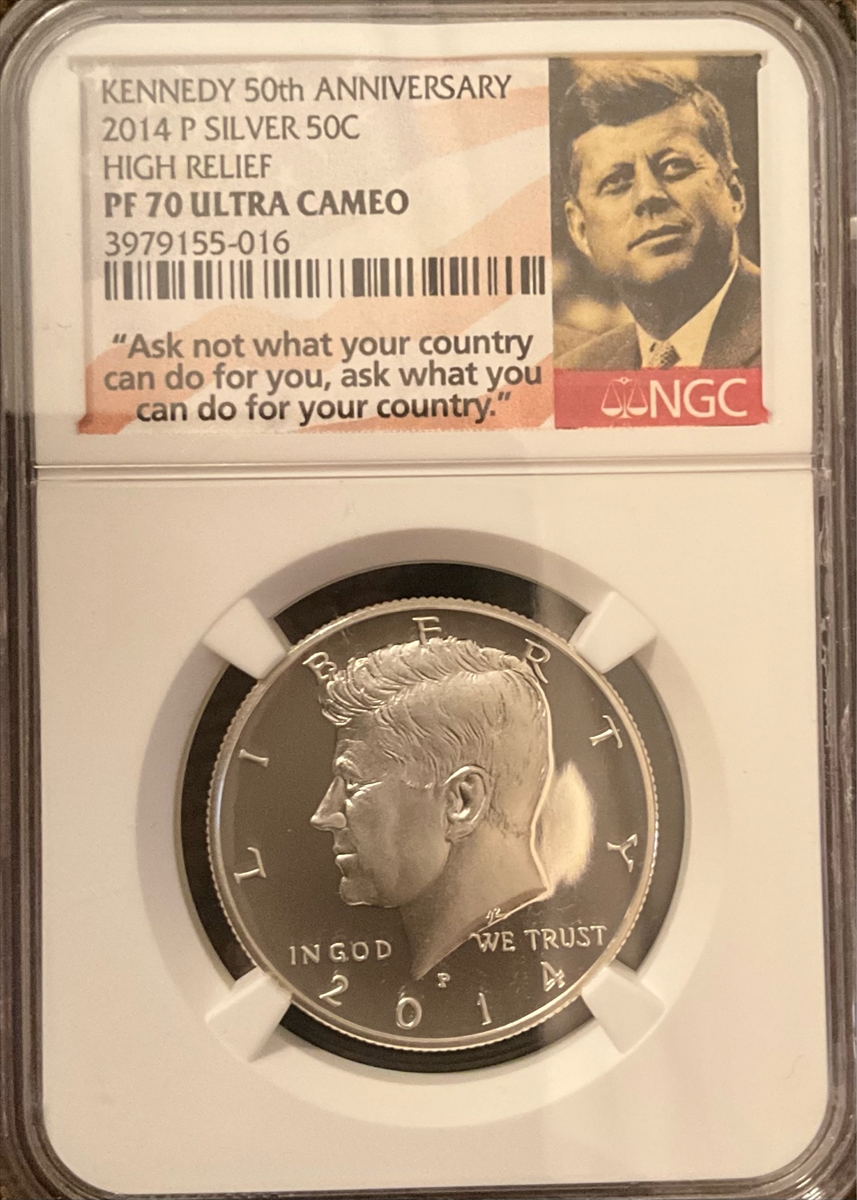 KENNEDY 50th ANNIVERSARY
2014 P SILVER 50C
HIGH RELIEF
PF 70 ULTRA CAMEO
3979155-016
“Ask not what your country
can do for you, ask what you
can do for your country.”
NGC
LIBERTY
IN GOD WE TRUST
P
2014